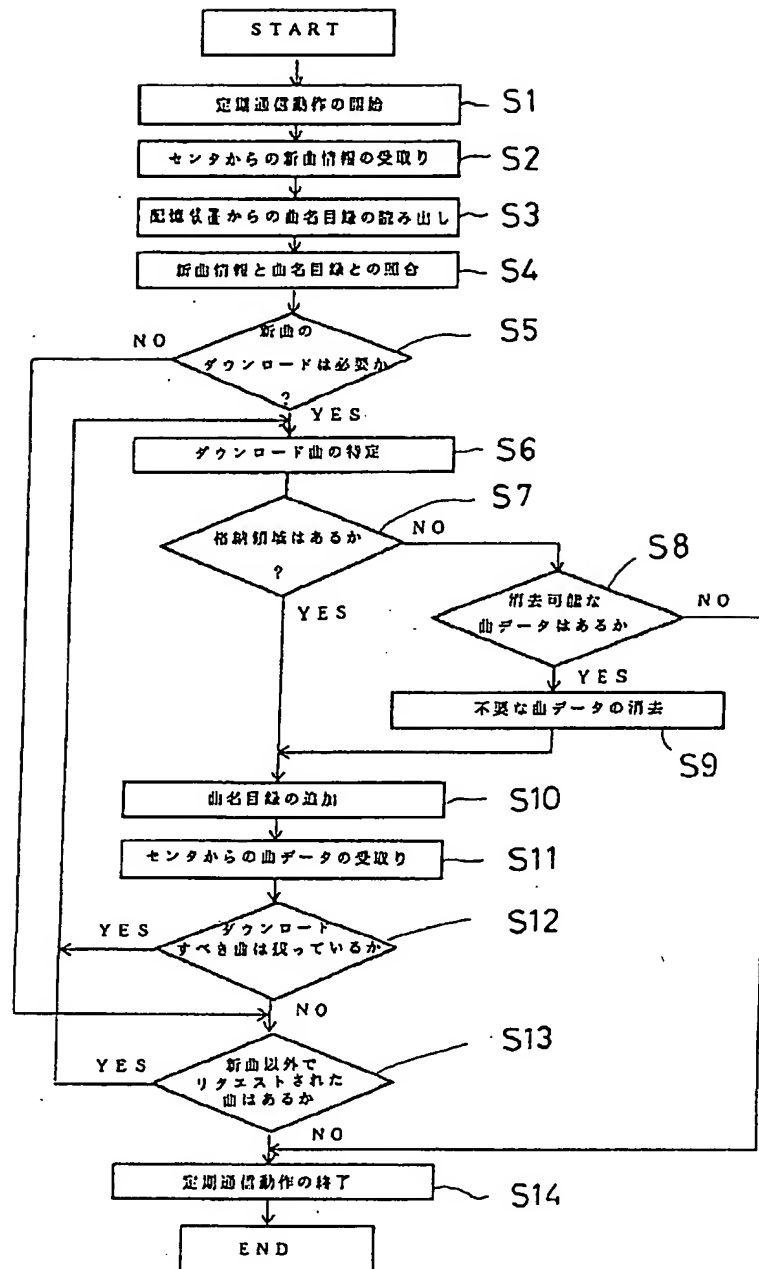 START
定期通信動作の開始
S1
センタからの新曲情報の受取り
S2
記憶装置からの曲名目録の読み出し
S3
新曲情報と曲名目録との照合
S4
新曲の
ダウンロードは必要か
?
S5
NO
YES
ダウンロード曲の特定
S6
格納領域はあるか
?
S7
NO
YES
消去可能な
曲データはあるか
S8
NO
YES
不要な曲データの消去
S9
曲名目録の追加
S10
センタからの曲データの受取り
S11
ダウンロード
すべき曲は残っているか
S12
YES
NO
新曲以外で
リクエストされた
曲はあるか
S13
YES
NO
定期通信動作の終了
S14
END